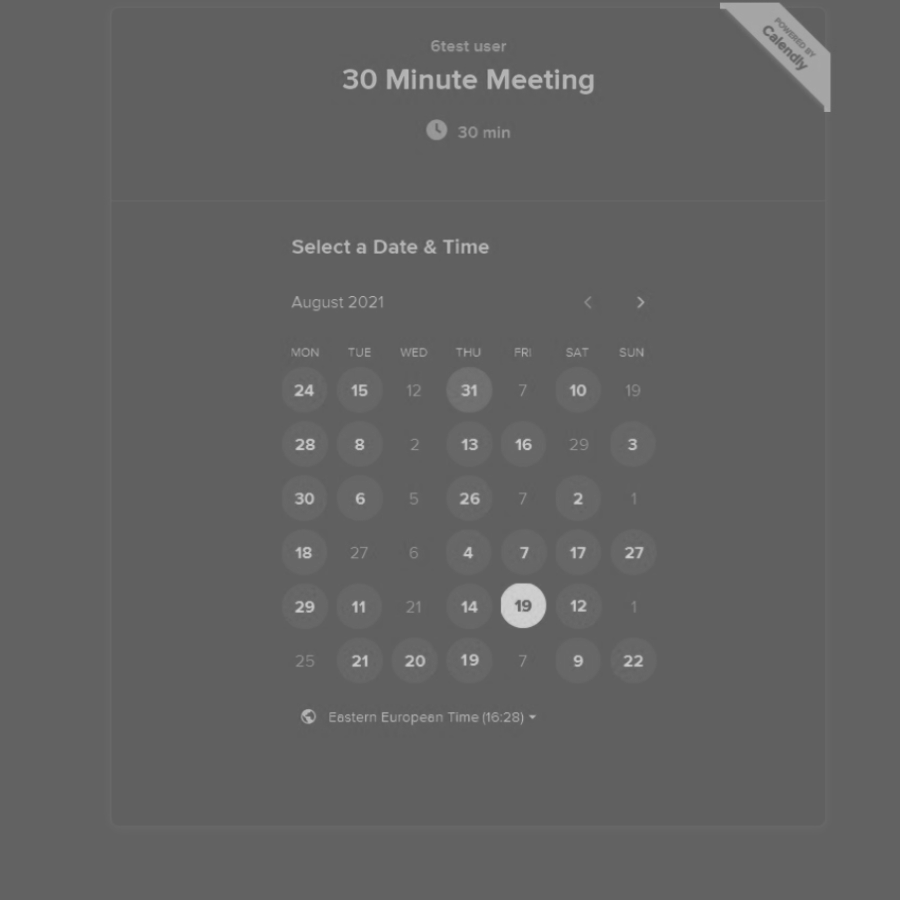 POWERED BY
Calendly
6test user
30 Minute Meeting
30 min
Select a Date & Time
August 2021
MON TUE WED THU FRI SAT SUN
24 15 12 31 7 10 19
28 8 2 13 16 29 3
30 6 5 26 7 2 1
18 27 6 4 7 17 27
29 11 21 14 19 12 1
25 21 20 19 7 9 22
Eastern European Time (16:28)